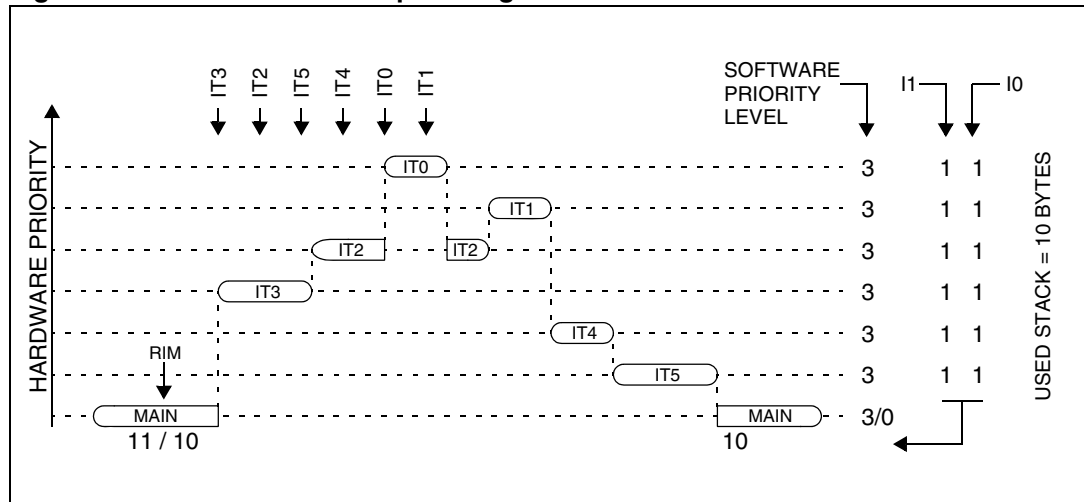 IT3 IT2 IT5 IT4 IT0 IT1
SOFTWARE
PRIORITY
LEVEL
I1 I0
HARDWARE PRIORITY
IT0 3 1 1
IT1 3 1 1
IT2 IT2 3 1 1
IT3 3 1 1
IT4 3 1 1
RIM
IT5 3 1 1
MAIN MAIN 3/0
11 / 10 10
USED STACK = 10 BYTES